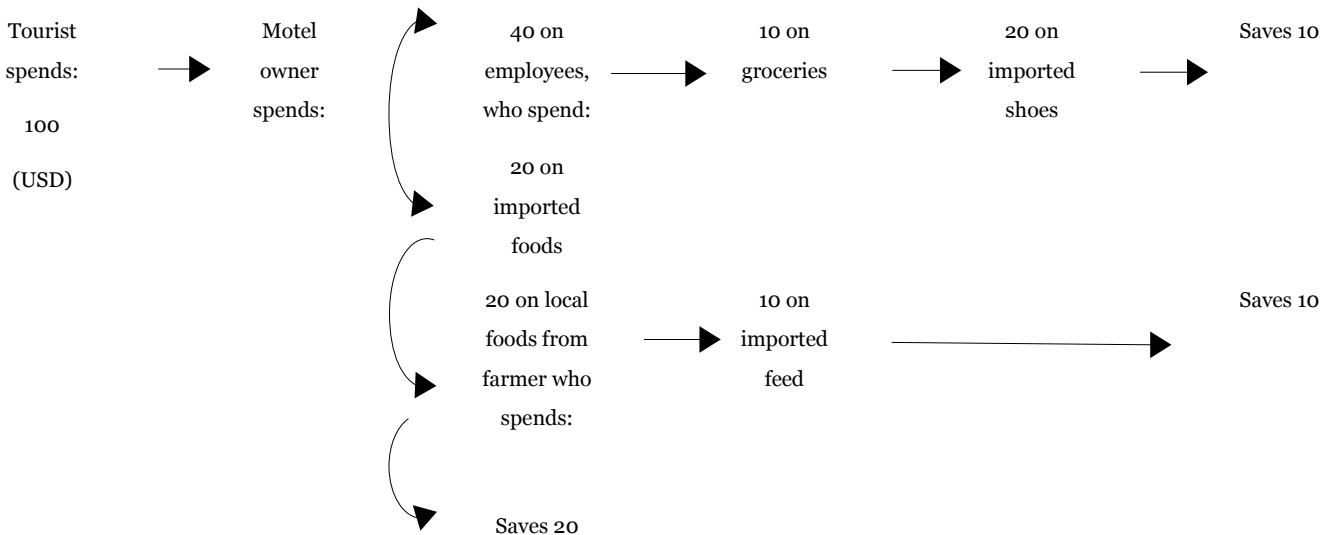 Tourist
spends:
100
(USD)
Motel
owner
spends:
40 on
employees,
who spend:
10 on
groceries
20 on
imported
shoes
Saves 10
20 on
imported
foods
20 on local
foods from
farmer who
spends:
10 on
imported
feed
Saves 10
Saves 20